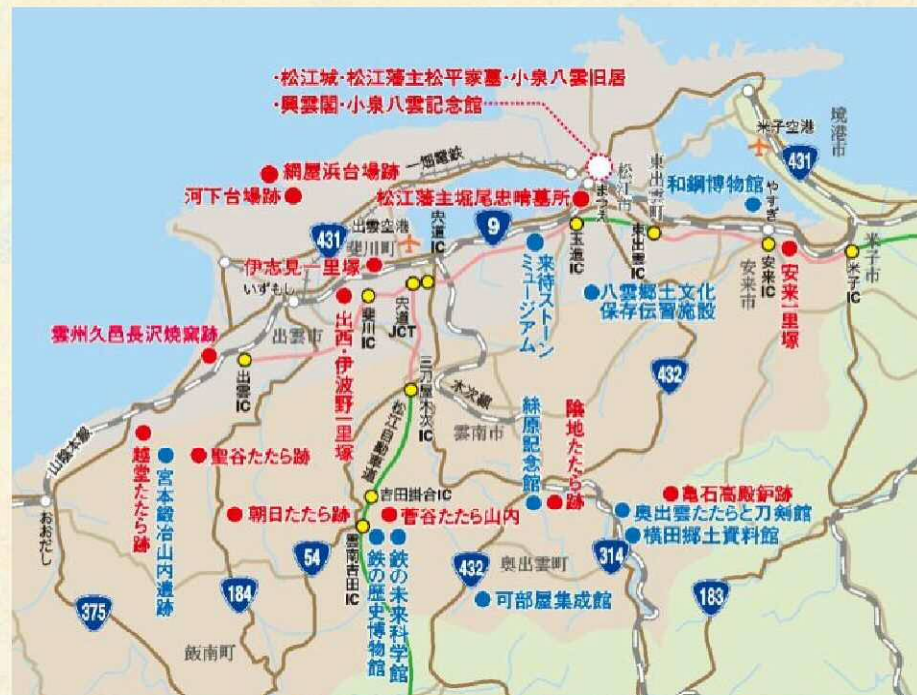 ・松江城・松江藩主松平家墓・小泉八雲旧居
・興雲閣・小泉八雲記念館
境港市
米子空港
431
一畑電鉄
網屋浜台場跡
河下台場跡
松江藩主堀尾忠晴墓所
まつえ
松江市
東出雲町
和鋼博物館
やすぎ
431
出雲空港
斐川町
宍道IC
9
玉造IC
東出雲IC
安来IC
安来市
米子市
米子IC
伊志見一里塚
いずもし
出雲市
来待ストーン
ミュージアム
八雲郷土文化
保存伝習施設
安来一里塚
雲州久邑長沢焼窯跡
出雲IC
出西・伊波野一里塚
斐川IC
宍道
JCT
三刀屋木次IC
木次線
432
雲南市
松江自動車道
山陰本線
おおだし
越堂たたら跡
宮本鍛冶山内遺跡
聖谷たたら跡
朝日たたら跡
吉田掛合IC
菅谷たたら山内
雲南吉田
IC
絲原記念館
隠地たたら跡
亀石高殿鈩跡
奥出雲たたらと刀剣館
横田郷土資料館
54
314
奥出雲町
432
可部屋集成館
183
184
375
飯南町
鉄の歴史博物館
鉄の未来科学館